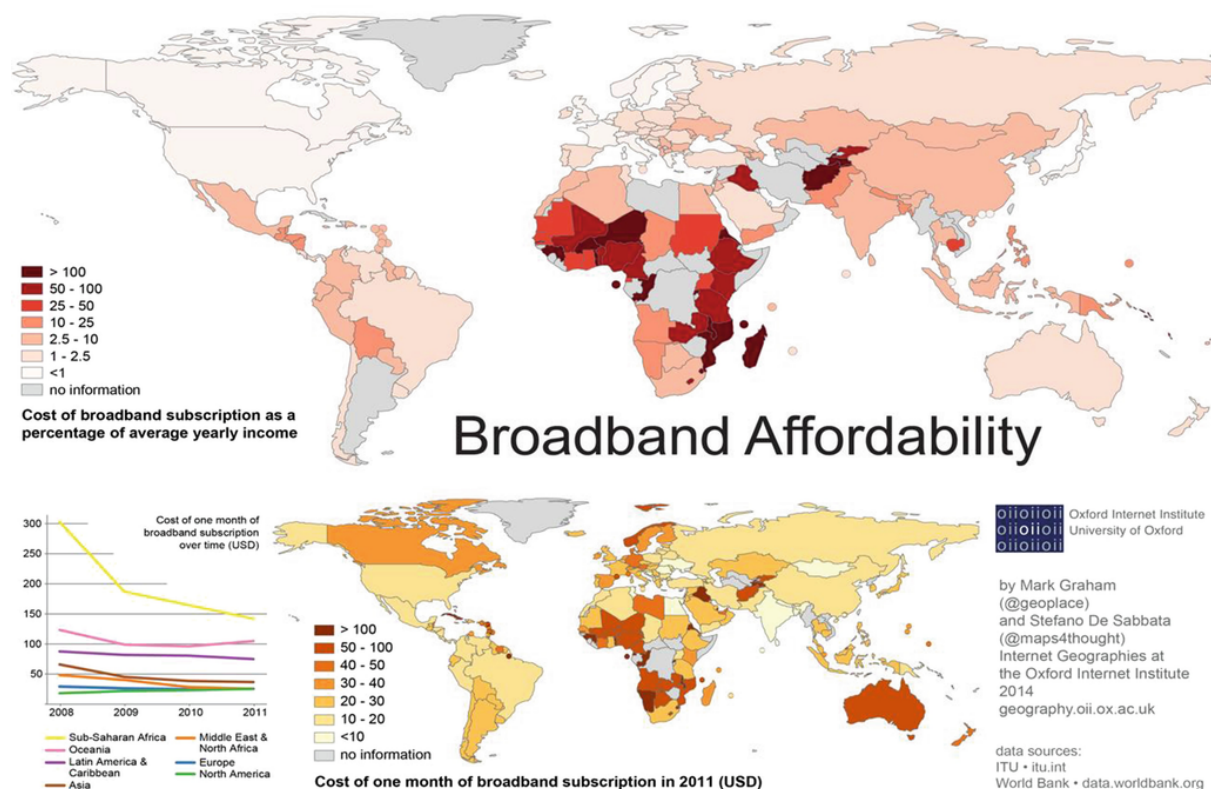 > 100
50 - 100
25 - 50
10 - 25
2.5 - 10
1 - 2.5
<1
no information
Cost of broadband subscription as a
percentage of average yearly income
Broadband Affordability
300
250
200
150
100
50
2008
2009
2010
2011
Cost of one month of
broadband subscription
over time (USD)
Sub-Saharan Africa
Oceania
Latin America &
Caribbean
Asia
Middle East &
North Africa
Europe
North America
> 100
50 - 100
40 - 50
30 - 40
20 - 30
10 - 20
<10
no information
Cost of one month of broadband subscription in 2011 (USD)
oiioiioii
oiioiioii
oiioiioii
Oxford Internet Institute
University of Oxford
by Mark Graham
(@geoplace)
and Stefano De Sabbata
(@maps4thought)
Internet Geographies at
the Oxford Internet Institute
2014
geography.oii.ox.ac.uk
data sources:
ITU • itu.int
World Bank • data.worldbank.org